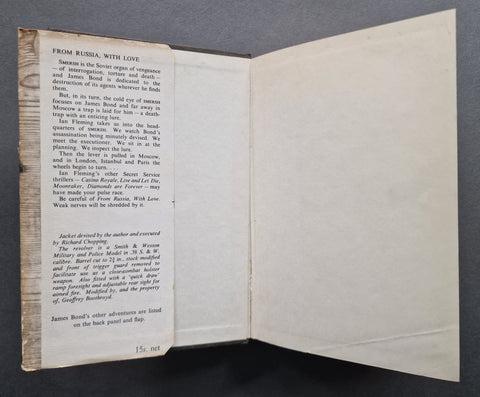 FROM RUSSIA, WITH LOVE
SMERSH is the Soviet organ of vengeance
—of interrogation, torture and death—
and James Bond is dedicated to the
destruction of its agents wherever he finds
them.
But, in its turn, the cold eye of SMERSH
focuses on James Bond and far away in
Moscow a trap is laid for him—a death-
trap with an enticing lure.
Ian Fleming takes us into the head-
quarters of SMERSH. We watch Bond's
assassination being minutely devised. We
meet the executioner. We sit in at the
planning. We inspect the lure.
Then the lever is pulled in Moscow,
and in London, Istanbul and Paris the
wheels begin to turn. . . .
Ian Fleming's other Secret Service
thrillers—Casino Royale, Live and Let Die,
Moonraker, Diamonds are Forever—may
have made your pulse race.
Be careful of From Russia, With Love.
Weak nerves will be shredded by it.
Jacket devised by the author and executed
by Richard Chopping.
The revolver is a Smith & Wesson
Military and Police Model in .38 S. & W.
calibre. Barrel cut to 2¾ in., stock modified
and front of trigger guard removed to
facilitate use as a close-combat holster
weapon. Also fitted with a 'quick draw'
ramp foresight and adjustable rear sight for
aimed fire. Modified by, and the property
of, Geoffrey Boothroyd.
James Bond's other adventures are listed
on the back panel and flap.
15s. net